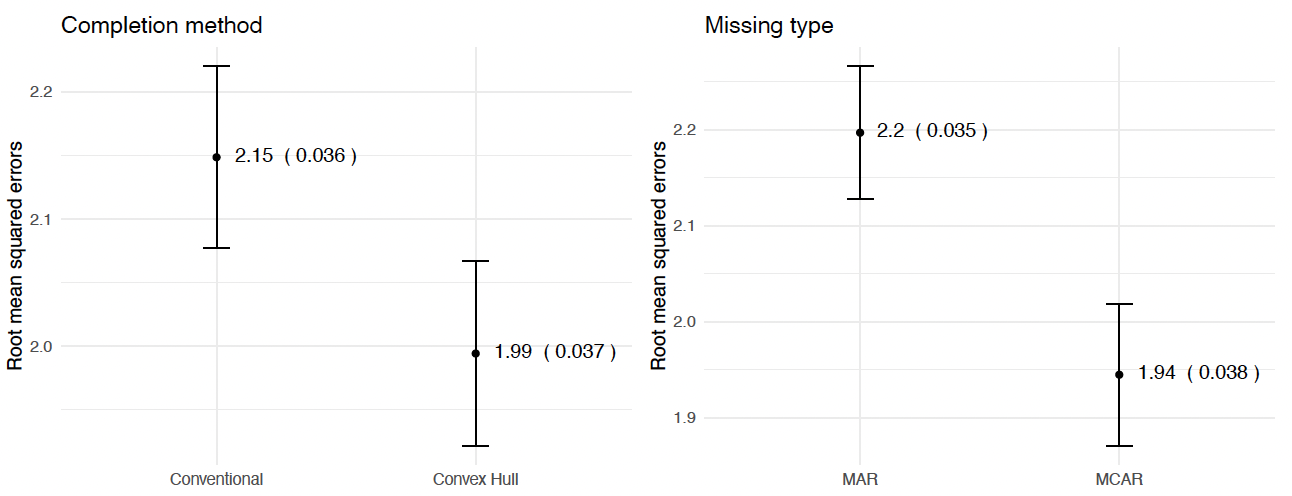 Completion method
Root mean squared errors
2.2
2.1
2.0
2.15 ( 0.036 )
1.99 ( 0.037 )
Conventional
Convex Hull
Missing type
Root mean squared errors
2.2
2.1
2.0
1.9
2.2 ( 0.035 )
1.94 ( 0.038 )
MAR
MCAR